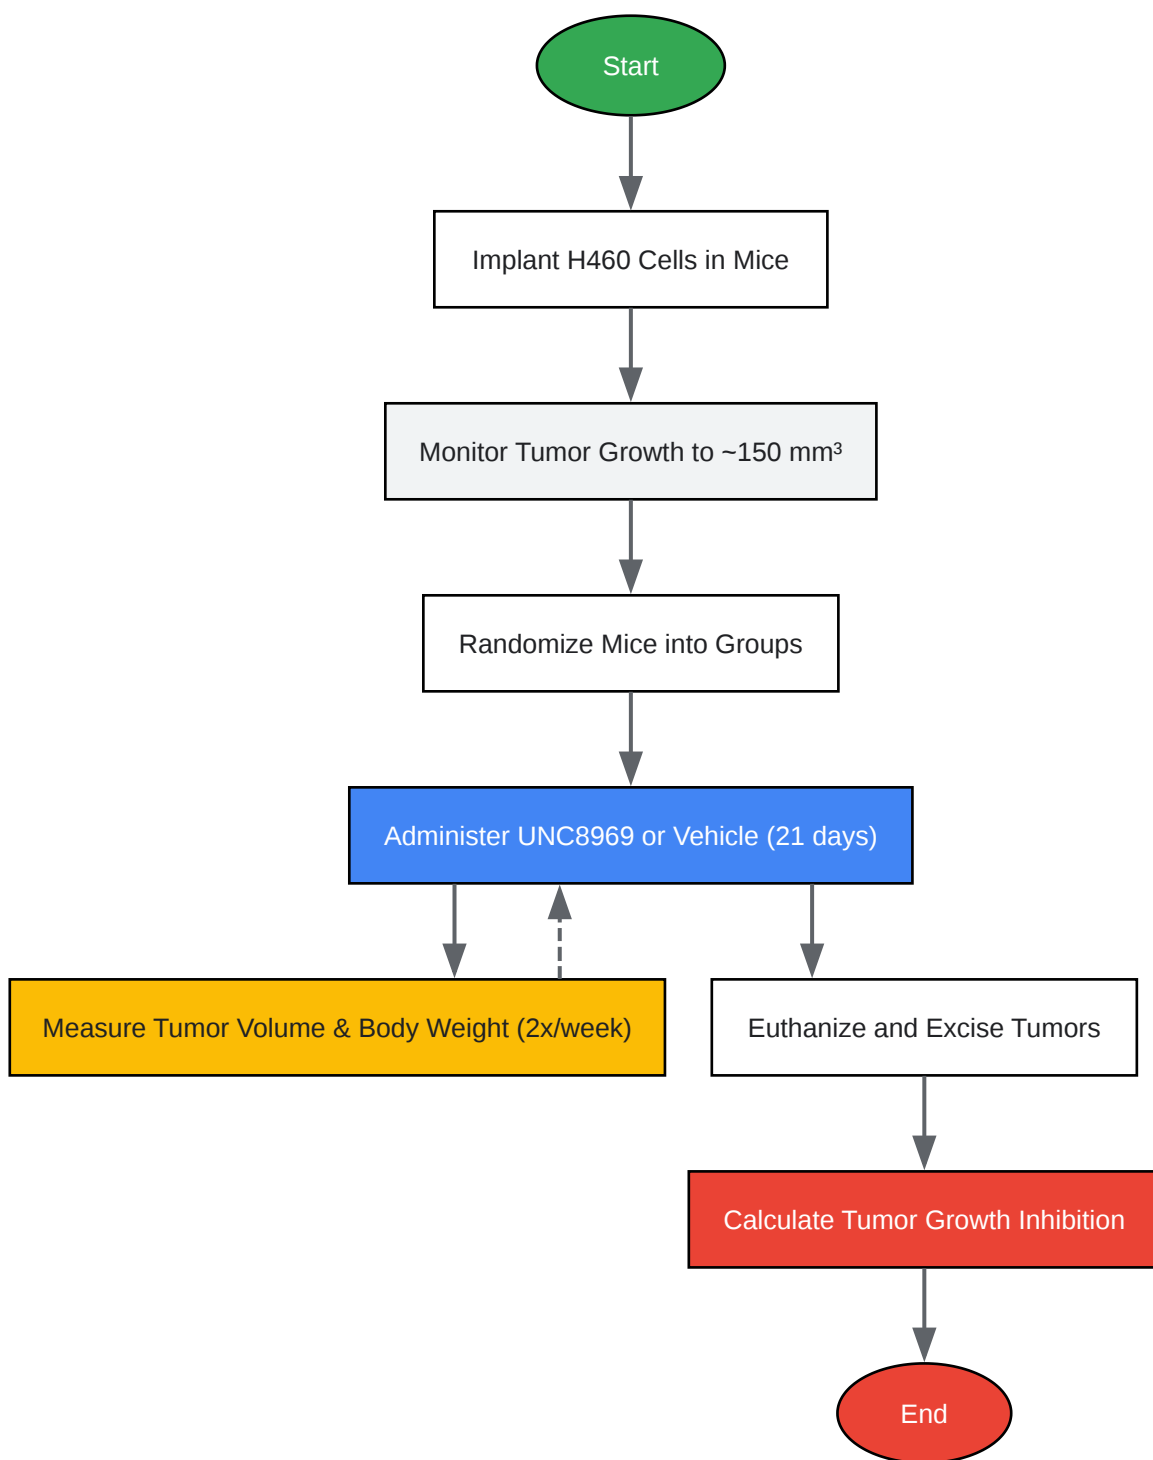 Start
Implant H460 Cells in Mice
Monitor Tumor Growth to ~150 mm³
Randomize Mice into Groups
Administer UNC8969 or Vehicle (21 days)
Measure Tumor Volume & Body Weight (2x/week)
Euthanize and Excise Tumors
Calculate Tumor Growth Inhibition
End